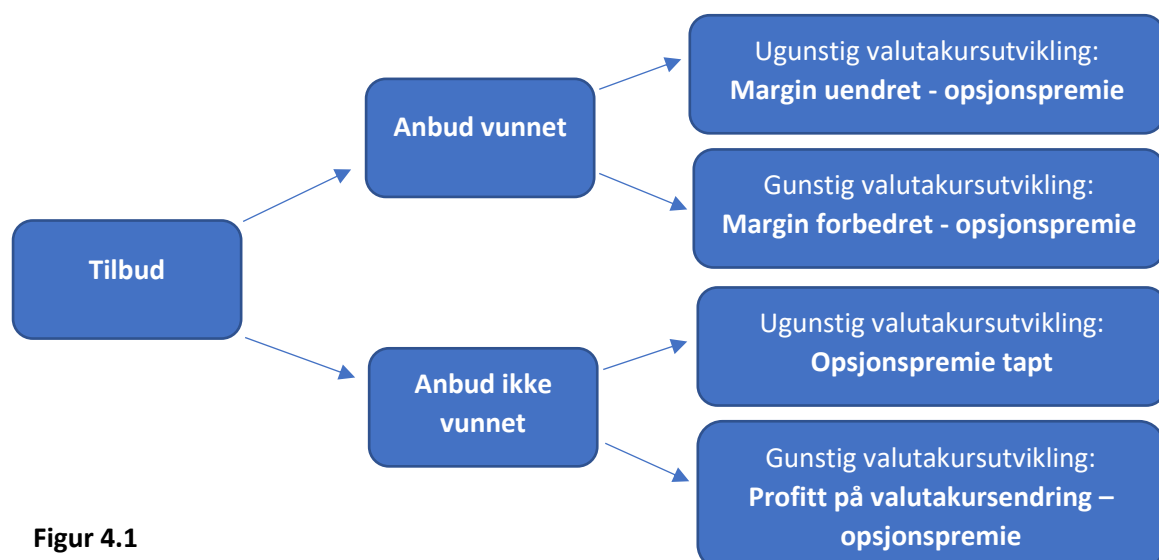 Tilbud
Anbud vunnet
Ugunstig valutakursutvikling:
Margin uendret - opsjonspremie
Gunstig valutakursutvikling:
Margin forbedret - opsjonspremie
Anbud ikke
vunnet
Ugunstig valutakursutvikling:
Opsjonspremie tapt
Gunstig valutakursutvikling:
Profitt på valutakursendring –
opsjonspremie
Figur 4.1